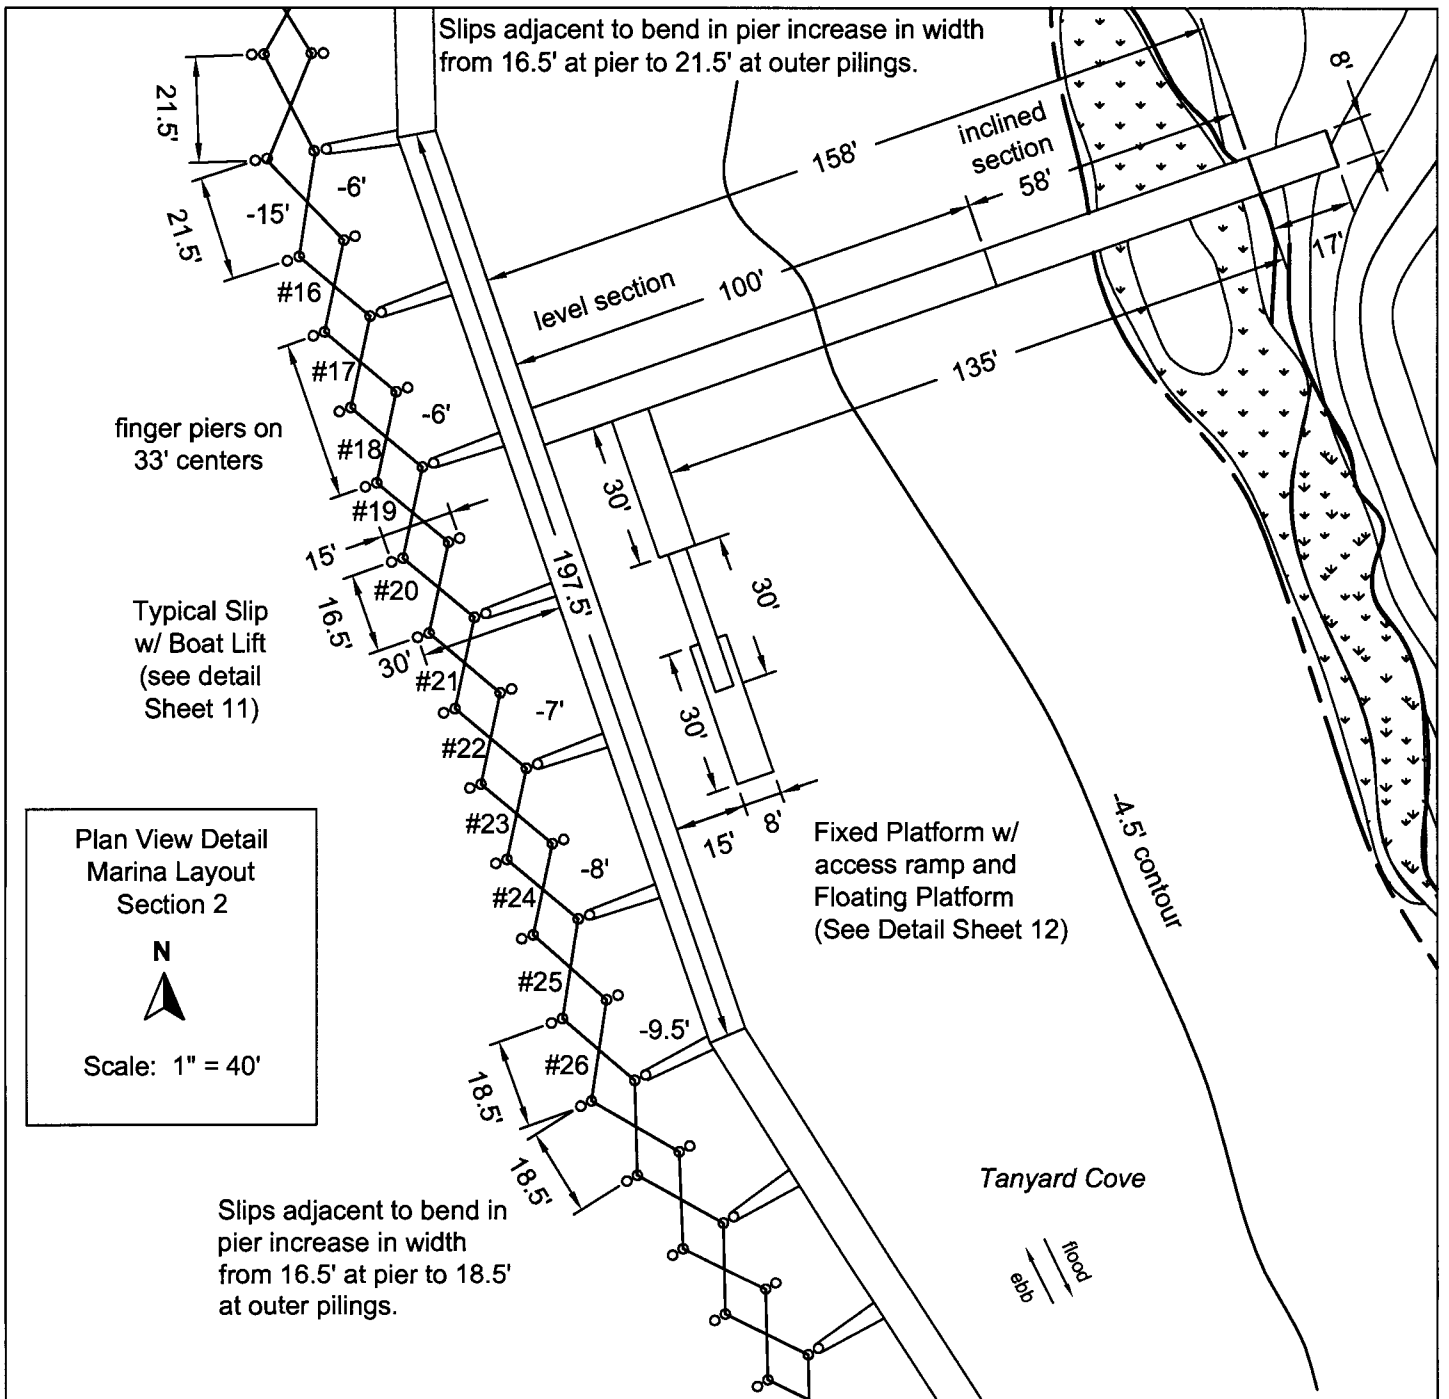 Slips adjacent to bend in pier increase in width
from 16.5' at pier to 21.5' at outer pilings.
21.5'
8'
inclined
section
158'
58'
-6'
-15'
21.5'
17'
#16
level section
100'
#17
135'
-6'
finger piers on
33' centers
#18
30'
#19
15'
197.5'
#20
30'
Typical Slip
w/ Boat Lift
(see detail
Sheet 11)
16.5'
30'
#21
-7'
30'
#22
#23
15'
8'
Plan View Detail
Marina Layout
Section 2
N
Scale: 1" = 40'
Fixed Platform w/
access ramp and
Floating Platform
(See Detail Sheet 12)
-4.5' contour
-8'
#24
#25
-9.5'
#26
18.5'
18.5'
Tanyard Cove
Slips adjacent to bend in
pier increase in width
from 16.5' at pier to 18.5'
at outer pilings.
flood
ebb